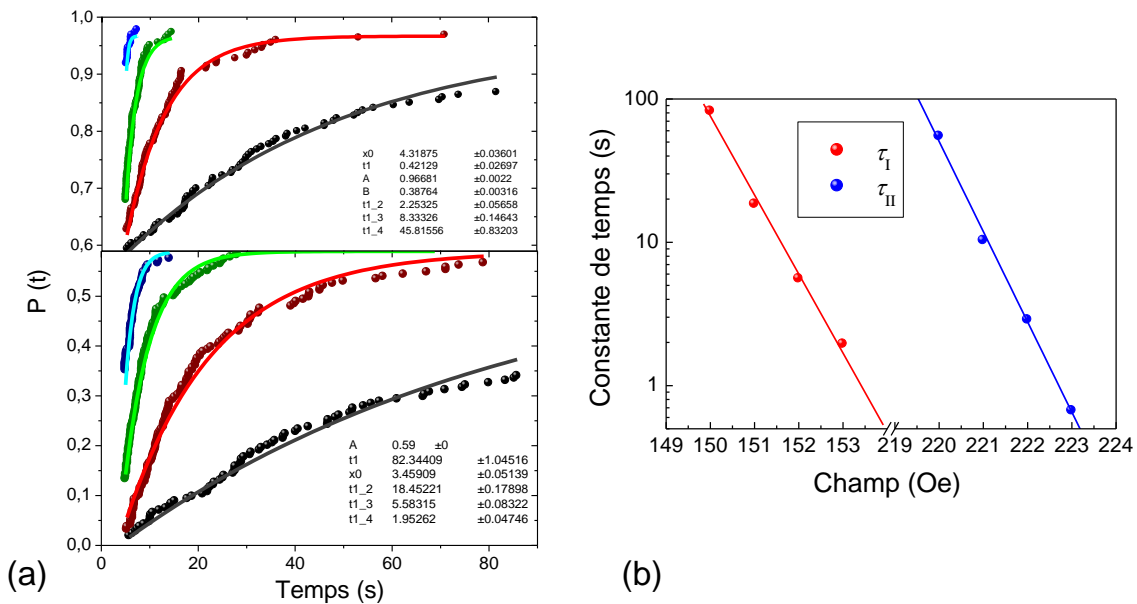 1,0
0,9
0,8
0,7
0,6
x0 4.31875 ±0.03601
t1 0.42129 ±0.02697
A 0.96681 ±0.0022
B 0.38764 ±0.00316
t1_2 2.25325 ±0.05658
t1_3 8.33326 ±0.14643
t1_4 45.81556 ±0.83203
P (t)
0,5
0,4
0,3
0,2
0,1
0,0
A 0.59 ±0
t1 82.34409 ±1.04516
x0 3.45909 ±0.05139
t1_2 18.45221 ±0.17898
t1_3 5.58315 ±0.08322
t1_4 1.95262 ±0.04746
0 20 40 60 80
Temps (s)
(a)
Constante de temps (s)
100
10
1
τI
τII
149 150 151 152 153 219 220 221 222 223 224
Champ (Oe)
(b)